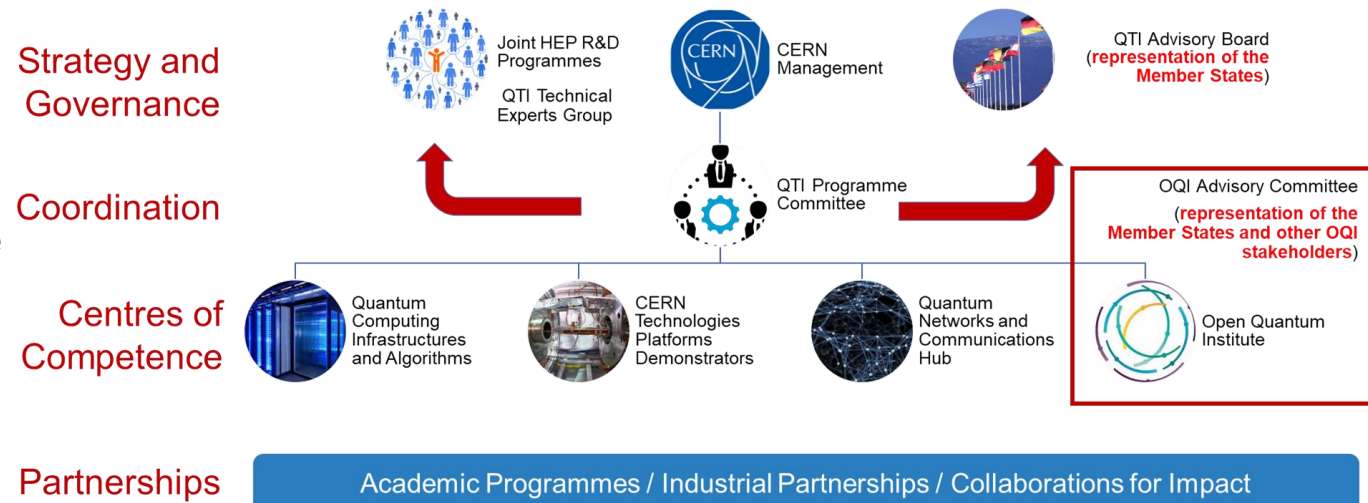 Strategy and
Governance
Joint HEP R&D
Programmes
QTI Technical
Experts Group
CERN
CERN
Management
QTI Advisory Board
(representation of the
Member States)
Coordination
QTI Programme
Committee
OQI Advisory Committee
(representation of the
Member States and other OQI
stakeholders)
Centres of
Competence
Quantum
Computing
Infrastructures
and Algorithms
CERN
Technologies
Platforms
Demonstrators
Quantum
Networks and
Communications
Hub
Open Quantum
Institute
Partnerships
Academic Programmes / Industrial Partnerships / Collaborations for Impact